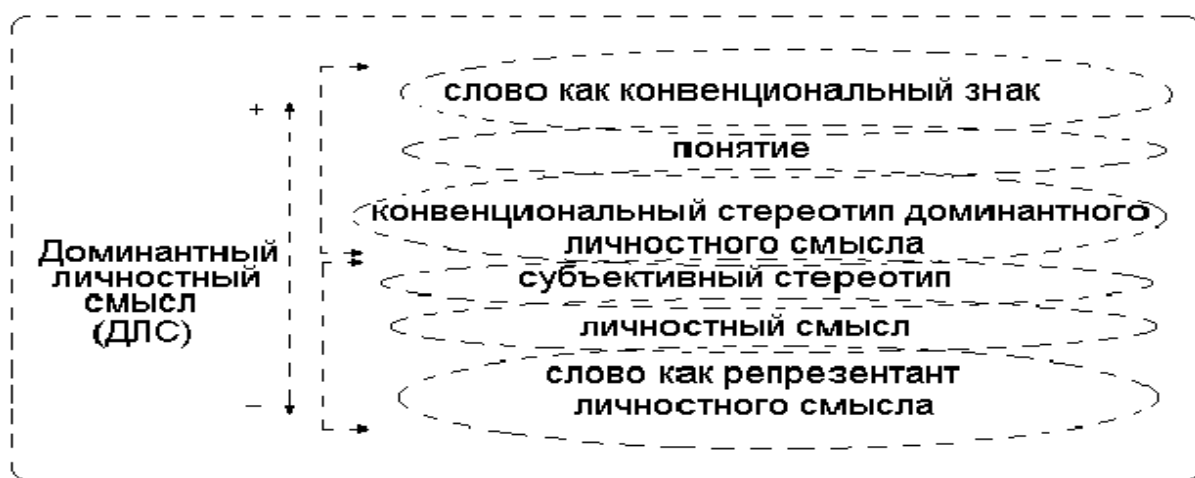 слово как конвенциональный знак
+
понятие
конвенциональный стереотип доминантного
личностного смысла
Доминантный
личностный
смысл
(ДЛС)
субъективный стереотип
личностный смысл
слово как репрезентант
личностного смысла
–